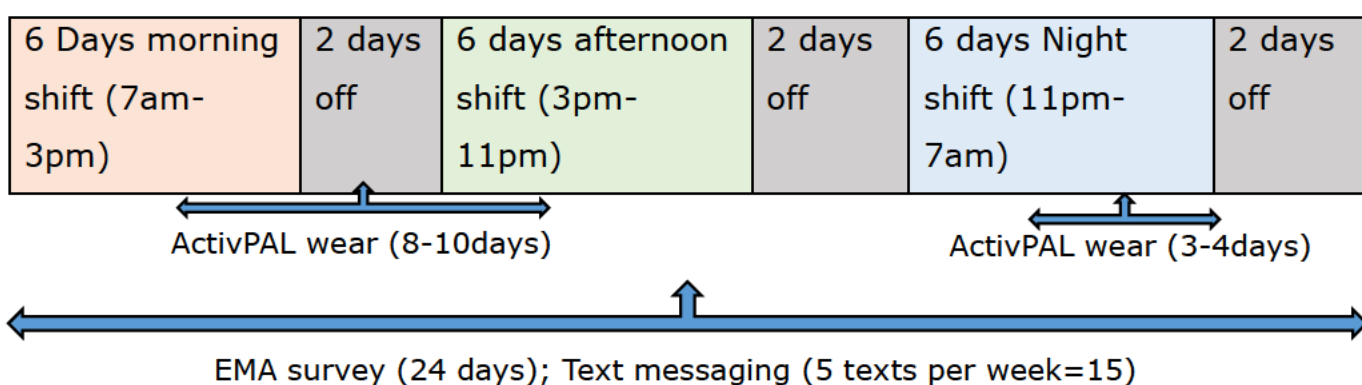 6 Days morning
shift (7am-
3pm)
2 days
off
6 days afternoon
shift (3pm-
11pm)
2 days
off
6 days Night
shift (11pm-
7am)
2 days
off
ActivPAL wear (8-10days)
ActivPAL wear (3-4days)
EMA survey (24 days); Text messaging (5 texts per week=15)